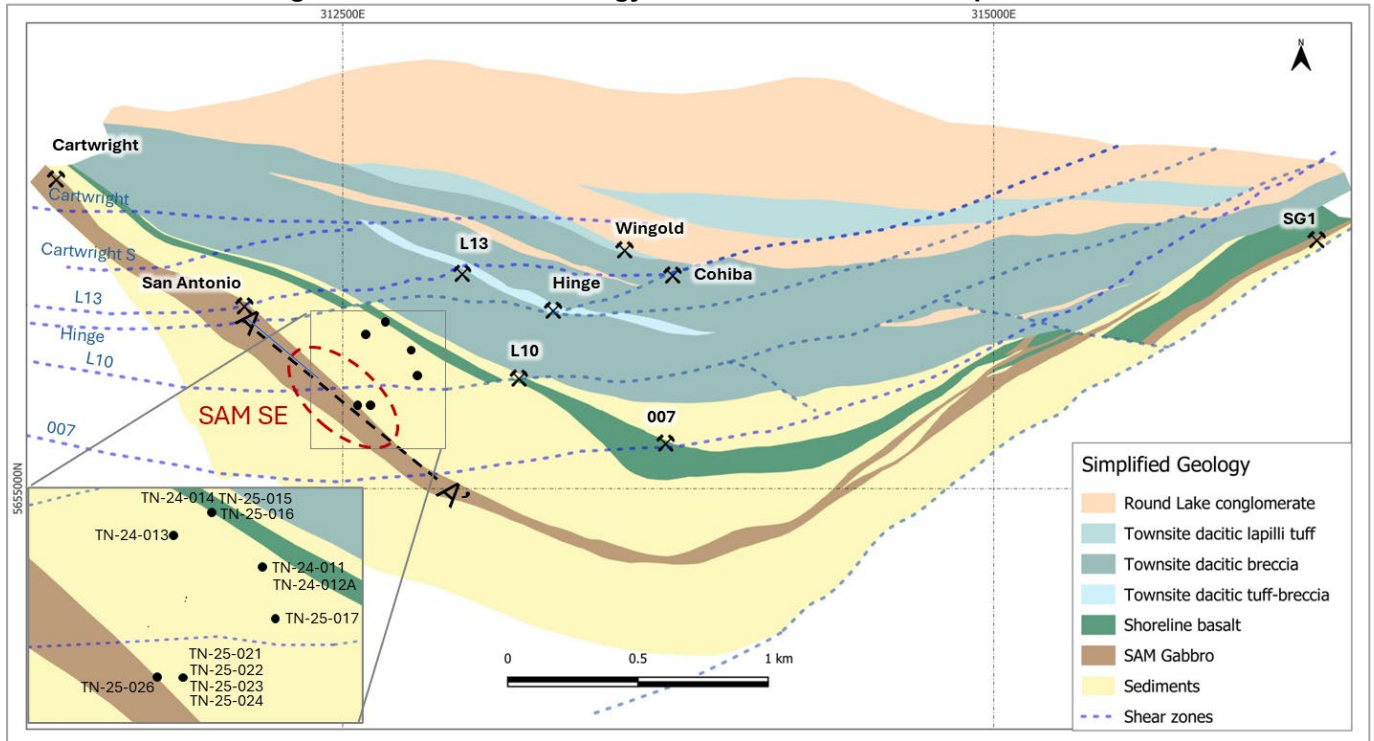 312500E
315000E
N
Cartwright
Cartwright
Wingold
SG1
L13
Cartwright S
Cohiba
San Antonio
Hinge
L13
A
Hinge
L10
L10
SAM SE
007
007
5655000N
A'
Simplified Geology
Round Lake conglomerate
Townsite dacitic lapilli tuff
Townsite dacitic breccia
Townsite dacitic tuff-breccia
Shoreline basalt
SAM Gabbro
Sediments
Shear zones
TN-24-014 TN-25-015
TN-25-016
TN-24-013
TN-24-011
TN-24-012A
TN-25-017
TN-25-021
TN-25-022
TN-25-026
TN-25-023
TN-25-024
0 0.5 1 km